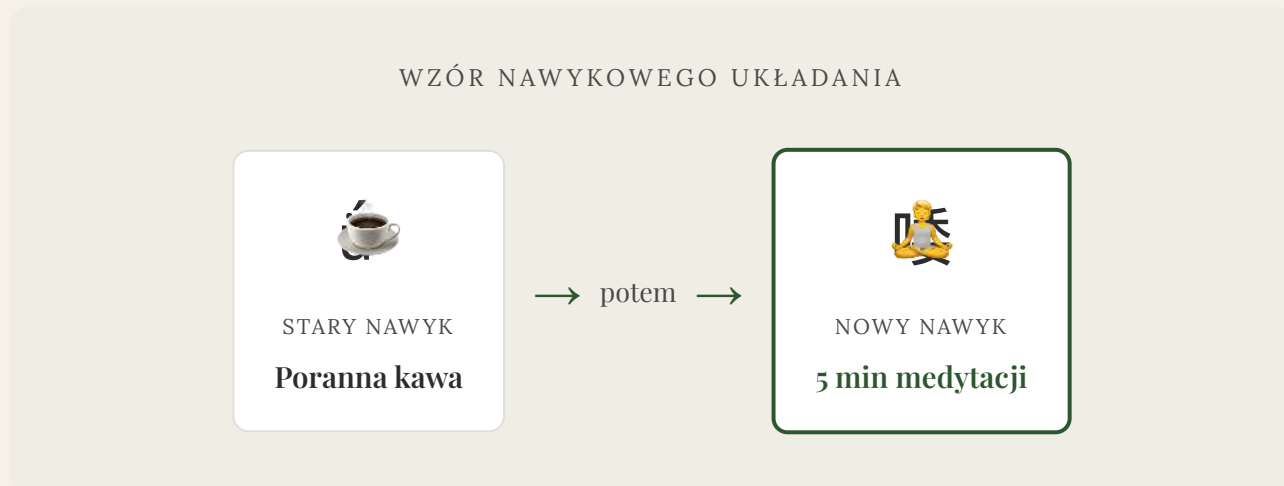 WZÓR NAWYKOWEGO UKŁADANIA
STARY NAWYK
Poranna kawa
→ potem →
NOWY NAWYK
5 min medytacji